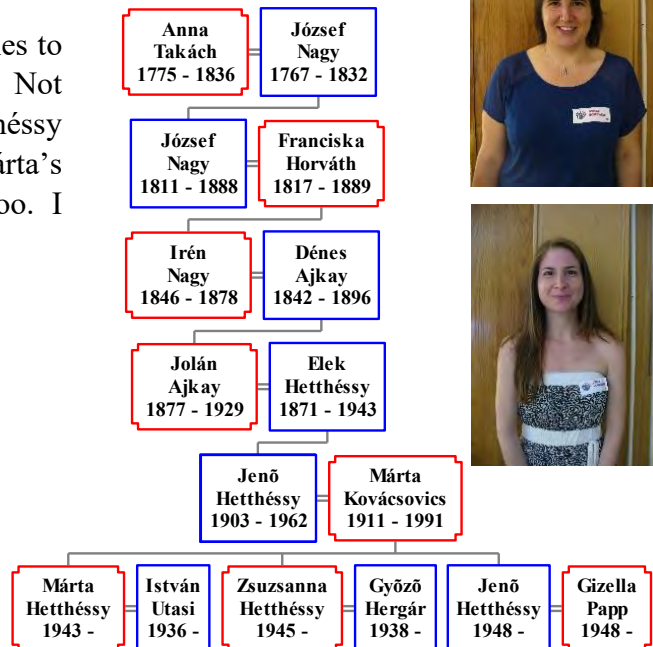 es to
Not
héssy
árta's
oo. I
Anna
Takách
1775 - 1836
József
Nagy
1767 - 1832
József
Nagy
1811 - 1888
Franciska
Horváth
1817 - 1889
Irén
Nagy
1846 - 1878
Dénes
Ajkay
1842 - 1896
Jolán
Ajkay
1877 - 1929
Elek
Hetthéssy
1871 - 1943
Jenõ
Hetthéssy
1903 - 1962
Márta
Kovácsovics
1911 - 1991
Márta
Hetthéssy
1943 -
István
Utasi
1936 -
Zsuzsanna
Hetthéssy
1945 -
Gyõzõ
Hergár
1938 -
Jenõ
Hetthéssy
1948 -
Gizella
Papp
1948 -